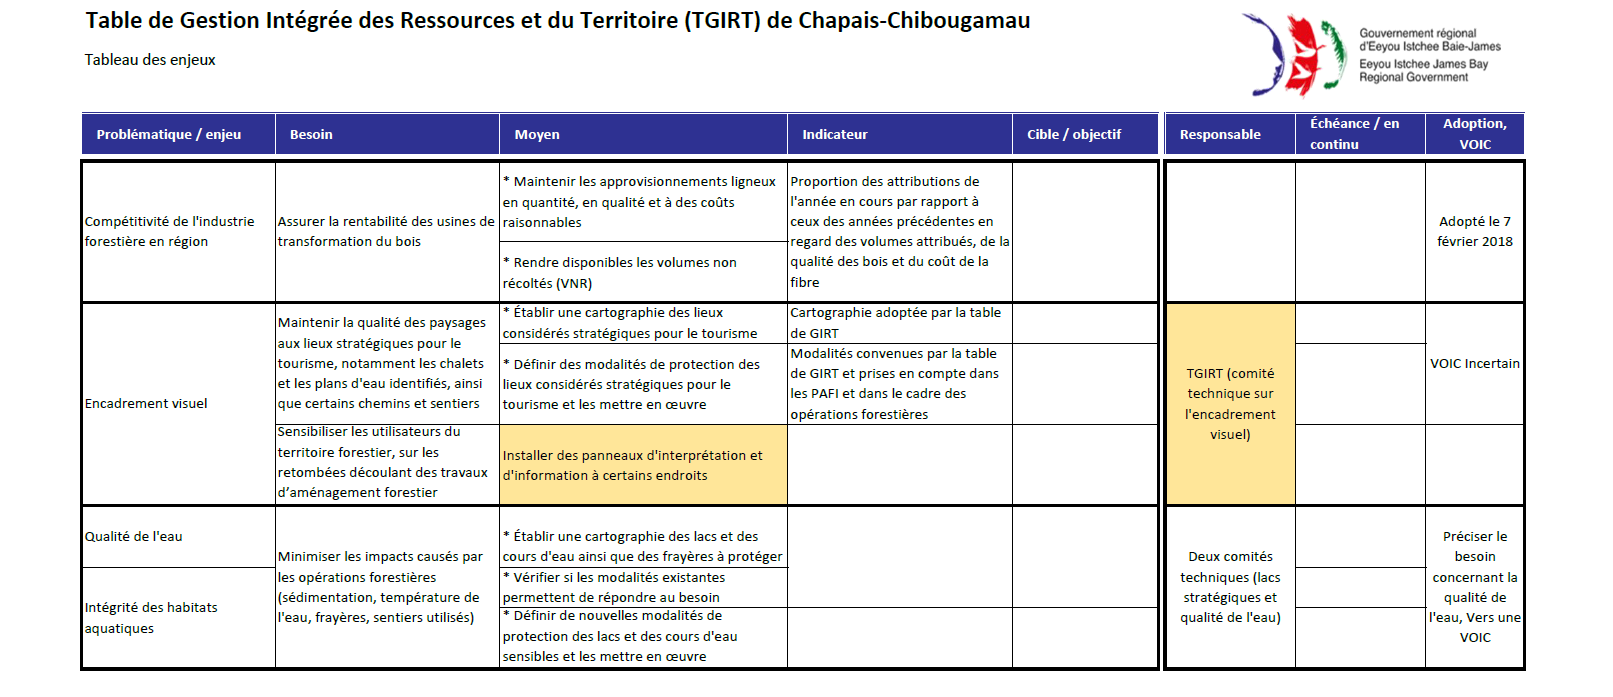 Table de Gestion Intégrée des Ressources et du Territoire (TGIRT) de Chapais-Chibougamau
Tableau des enjeux
Gouvernement régional
d'Eeyou Istchee Baie-James
Eeyou Istchee James Bay
Regional Government
Problématique / enjeu
Besoin
Moyen
Indicateur
Cible / objectif
Responsable
Échéance / en
continu
Adoption,
VOIC
Compétitivité de l'industrie
forestière en région
Assurer la rentabilité des usines de
transformation du bois
* Maintenir les approvisionnements ligneux
en quantité, en qualité et à des coûts
raisonnables
* Rendre disponibles les volumes non
récoltés (VNR)
Proportion des attributions de
l'année en cours par rapport à
ceux des années précédentes en
regard des volumes attribués, de la
qualité des bois et du coût de la
fibre
Adopté le 7
février 2018
Encadrement visuel
Maintenir la qualité des paysages
aux lieux stratégiques pour le
tourisme, notamment les chalets
et les plans d'eau identifiés, ainsi
que certains chemins et sentiers
* Établir une cartographie des lieux
considérés stratégiques pour le tourisme
Cartographie adoptée par la table
de GIRT
* Définir des modalités de protection des
lieux considérés stratégiques pour le
tourisme et les mettre en œuvre
Modalités convenues par la table
de GIRT et prises en compte dans
les PAFI et dans le cadre des
opérations forestières
TGIRT (comité
technique sur
l'encadrement
visuel)
VOIC Incertain
Sensibiliser les utilisateurs du
territoire forestier, sur les
retombées découlant des travaux
d’aménagement forestier
Installer des panneaux d'interprétation et
d'information à certains endroits
Qualité de l'eau
Intégrité des habitats
aquatiques
Minimiser les impacts causés par
les opérations forestières
(sédimentation, température de
l'eau, frayères, sentiers utilisés)
* Établir une cartographie des lacs et des
cours d'eau ainsi que des frayères à protéger
* Vérifier si les modalités existantes
permettent de répondre au besoin
* Définir de nouvelles modalités de
protection des lacs et des cours d'eau
sensibles et les mettre en œuvre
Deux comités
techniques (lacs
stratégiques et
qualité de l'eau)
Préciser le
besoin
concernant la
qualité de
l'eau, Vers une
VOIC